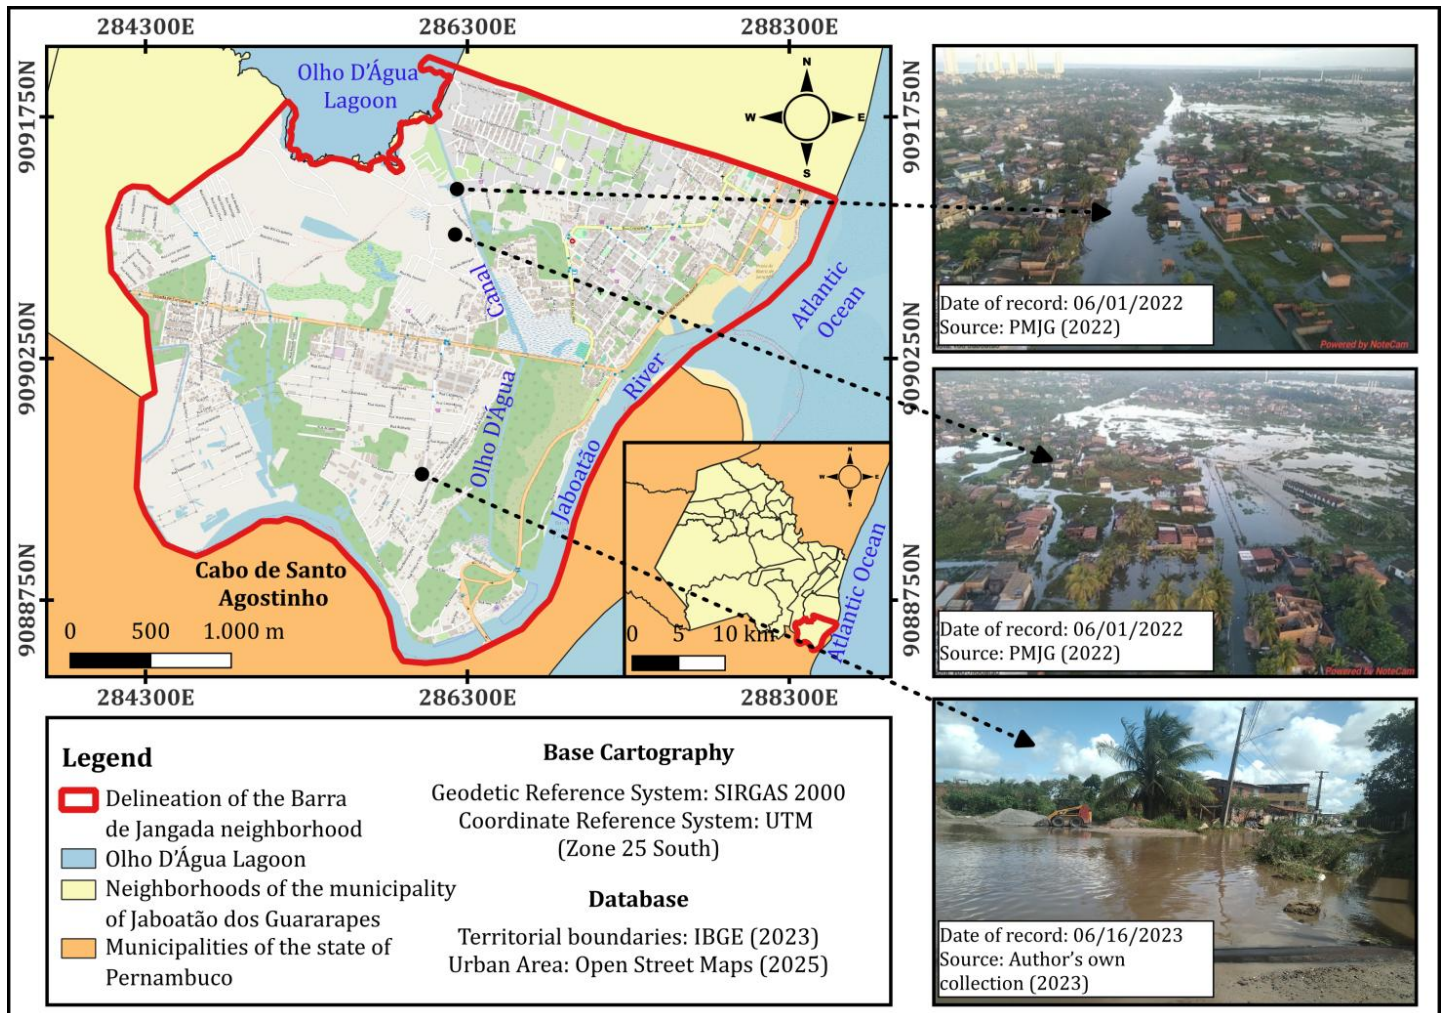 284300E
286300E
288300E
9091750N
9090250N
9088750N
Olho D'Água
Lagoon
N
W
E
S
Canal
Olho D'Água
Jaboatão
River
Atlantic
Ocean
Cabo de Santo
Agostinho
0 500 1.000 m
N
W
E
S
Atlantic Ocean
0 5 10 km
9091750N
9090250N
9088750N
284300E
286300E
288300E
Legend
Delineation of the Barra
de Jangada neighborhood
Olho D'Água Lagoon
Neighborhoods of the municipality
of Jaboatão dos Guararapes
Municipalities of the state of
Pernambuco
Base Cartography
Geodetic Reference System: SIRGAS 2000
Coordinate Reference System: UTM
(Zone 25 South)
Database
Territorial boundaries: IBGE (2023)
Urban Area: Open Street Maps (2025)
Date of record: 06/01/2022
Source: PMJG (2022)
Powered by NoteCam
Date of record: 06/01/2022
Source: PMJG (2022)
Powered by NoteCam
Date of record: 06/16/2023
Source: Author's own
collection (2023)